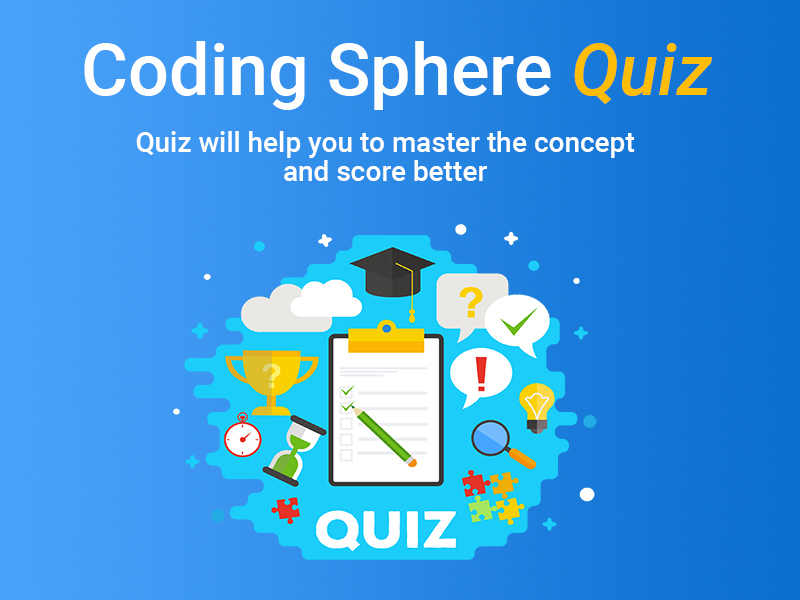 Coding Sphere Quiz
Quiz will help you to master the concept
and score better
?
?
!
QUIZ